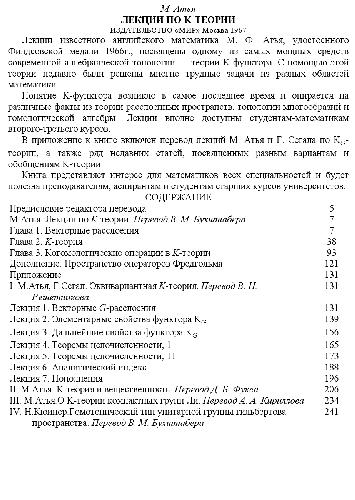 М. Атья
ЛЕКЦИИ ПО К ТЕОРИИ
ИЗДАТЕЛЬСТВО «МИР» Москва 1967
Лекции известного английского математика М. Ф. Атья, удостоенного
Филдсовской медали 1966г., посвящены одному из самых мощных средств
современной алгебраической топологии — теории К-функтора. С помощью этой
теории недавно были решены многие трудные задачи из разных областей
математики.
Понятие К-функтора возникло в самое последнее время и опирается на
различные факты из теории расслоенных пространств, топологии многообразий и
гомологической алгебры. Лекции вполне доступны студентам-математикам
второго-третьего курсов.
В приложение к книге включен перевод лекций М. Атья и Г. Сегала по K_G-
теории, а также ряд недавних статей, посвященных разным вариантам и
обобщениям К-теории.
Книга представляет интерес для математиков всех специальностей и будет
полезна преподавателям, аспирантам и студентам старших курсов университетов.
СОДЕРЖАНИЕ
Предисловие редактора перевода 5
М.Атья. Лекции по К-теории. Перевод В. М. Бухштабера 7
Глава 1. Векторные расслоения 7
Глава 2. К-теория 38
Глава 3. Когомологические операции в К-теории 93
Дополнение. Пространство операторов Фредгольма 121
Приложение 131
I. М.Атья, Г.Сегал. Эквивариантная К-теория. Перевод В. П. 131
Решетникова
Лекция 1. Векторные G-расслоения 131
Лекция 2. Элементарные свойства функтора K_G 139
Лекция 3. Дальнейшие свойства функтора K_G 156
Лекция 4. Теоремы целочисленности, I 165
Лекция 5. Теоремы целочисленности, II 173
Лекция 6. Аналитический индекс 188
Лекция 7. Дополнения 196
II. М.Атья. К-теория и вещественность. Перевод Д. Б. Фукса 206
III. М.Атья О К-теории компактных групп Ли. Перевод А. А. Кириллова 234
IV. Н.Кюйпер.Гомотопический тип унитарной группы гильбертова 241
пространства. Перевод В. М. Бухштабера